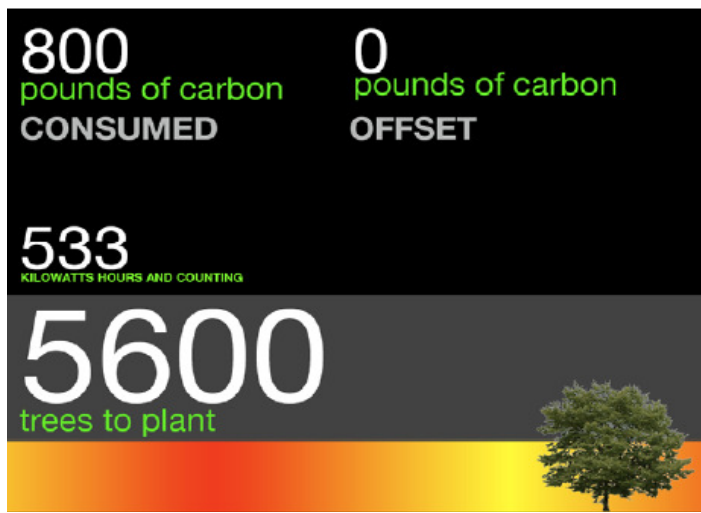 800
pounds of carbon
CONSUMED
0
pounds of carbon
OFFSET
533
KILOWATTS HOURS AND COUNTING
5600
trees to plant